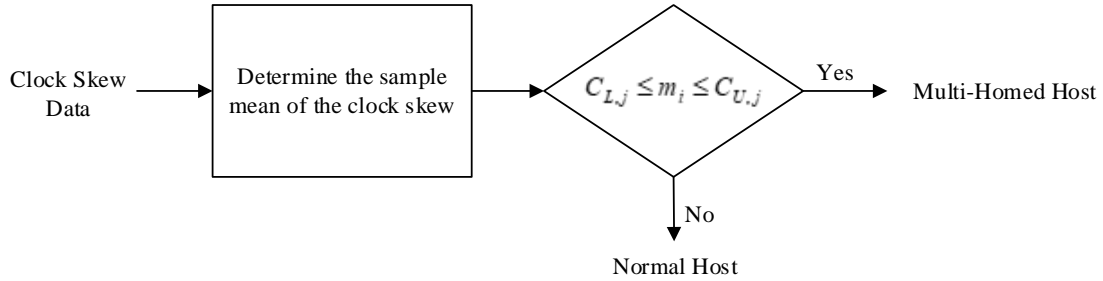 Clock Skew
Data
Determine the sample
mean of the clock skew
C_{L,j} ≤ m_i ≤ C_{U,j}
Yes
Multi-Homed Host
No
Normal Host